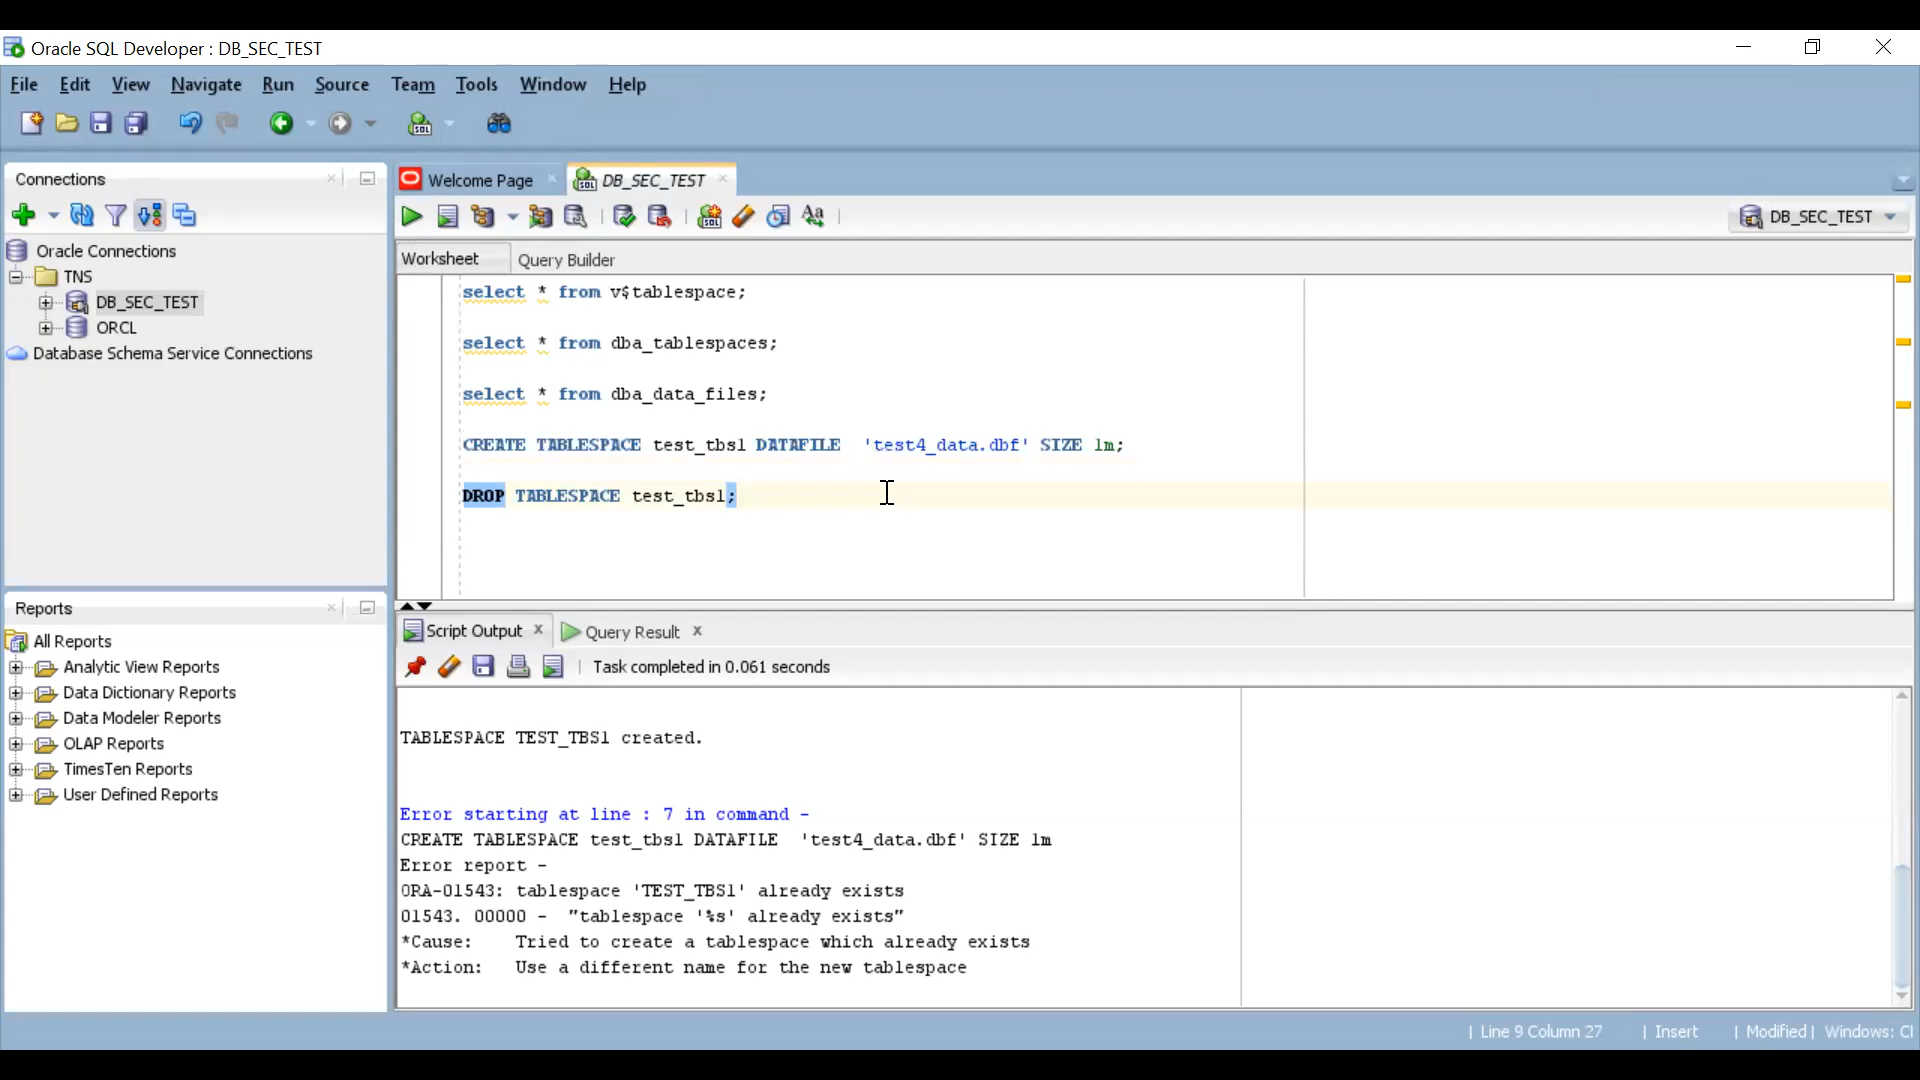 Oracle SQL Developer : DB_SEC_TEST
File Edit View Navigate Run Source Team Tools Window Help
Connections
Oracle Connections
TNS
DB_SEC_TEST
ORCL
Database Schema Service Connections
Reports
All Reports
Analytic View Reports
Data Dictionary Reports
Data Modeler Reports
OLAP Reports
TimesTen Reports
User Defined Reports
Welcome Page
DB_SEC_TEST
DB_SEC_TEST
Worksheet Query Builder
select * from v$tablespace;
select * from dba_tablespaces;
select * from dba_data_files;
CREATE TABLESPACE test_tbs1 DATAFILE 'test4_data.dbf' SIZE 1m;
DROP TABLESPACE test_tbs1;
Script Output Query Result
Task completed in 0.061 seconds
TABLESPACE TEST_TBS1 created.
Error starting at line : 7 in command -
CREATE TABLESPACE test_tbs1 DATAFILE 'test4_data.dbf' SIZE 1m
Error report -
ORA-01543: tablespace 'TEST_TBS1' already exists
01543. 00000 - "tablespace '%s' already exists"
*Cause: Tried to create a tablespace which already exists
*Action: Use a different name for the new tablespace
| Line 9 Column 27 | Insert | Modified | Windows: Cl